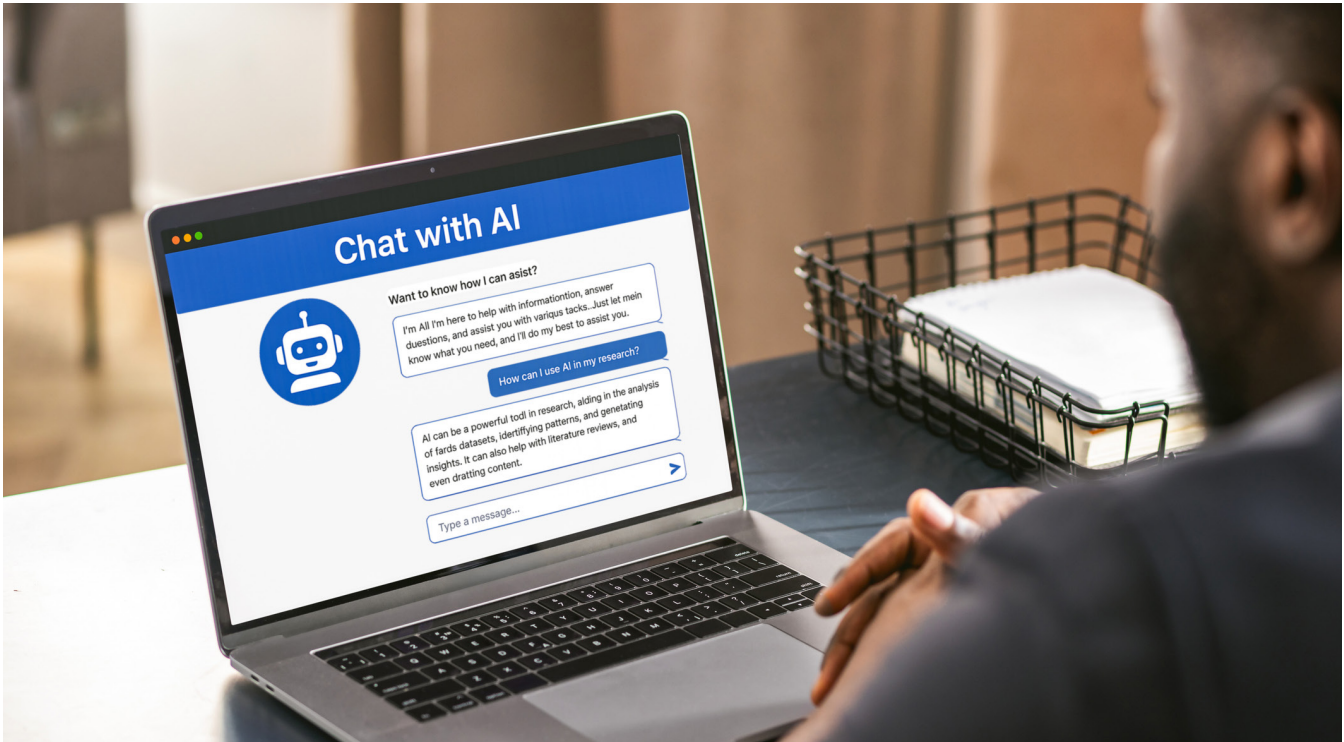 Chat with AI
Want to know how I can asist?
I'm All I'm here to help with informationtion, answer
duestions, and assist you with variqus tacks..Just let mein
know what you need, and I'll do my best to assist you.
How can I use AI in my research?
AI can be a powerful todl in research, alding in the analysis
of fards datasets, idertiffying patterns, and genetating
insights. It can also help with literature reviews, and
even dratting content.
Type a message...